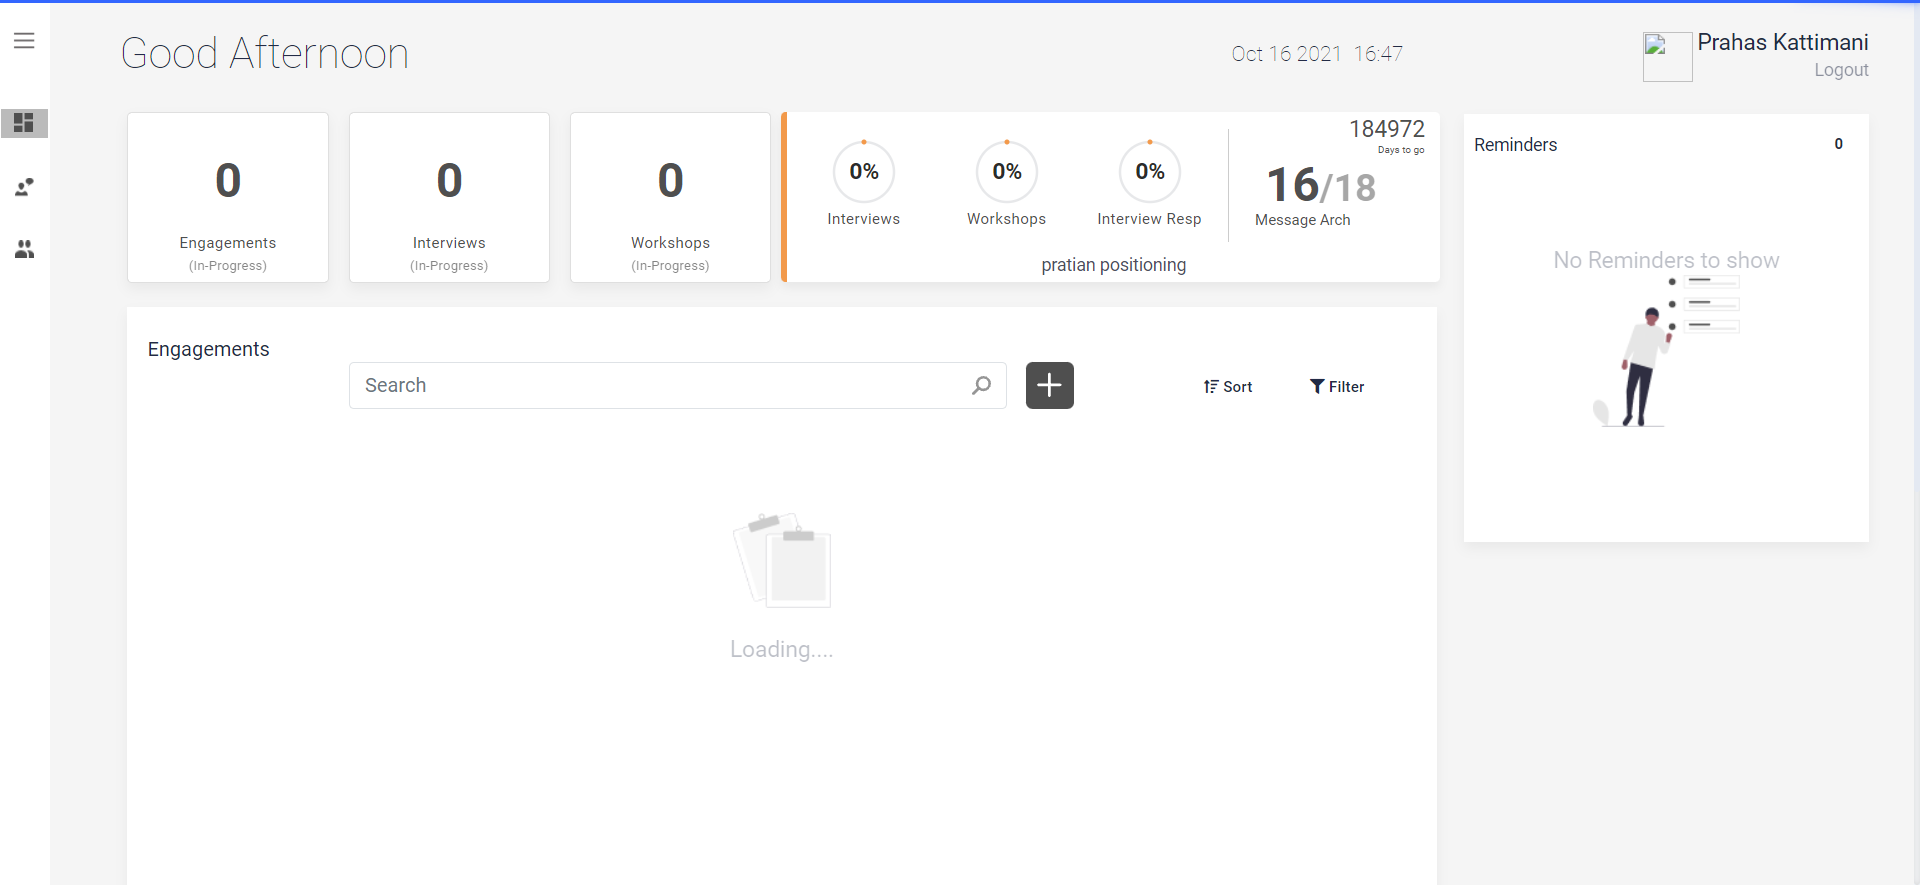 Good Afternoon
Oct 16 2021 16:47
Prahas Kattimani
Logout
0
Engagements
(In-Progress)
0
Interviews
(In-Progress)
0
Workshops
(In-Progress)
0%
Interviews
0%
Workshops
0%
Interview Resp
184972
Days to go
16/18
Message Arch
pratian positioning
Reminders 0
No Reminders to show
Engagements
Search
Sort
Filter
Loading....